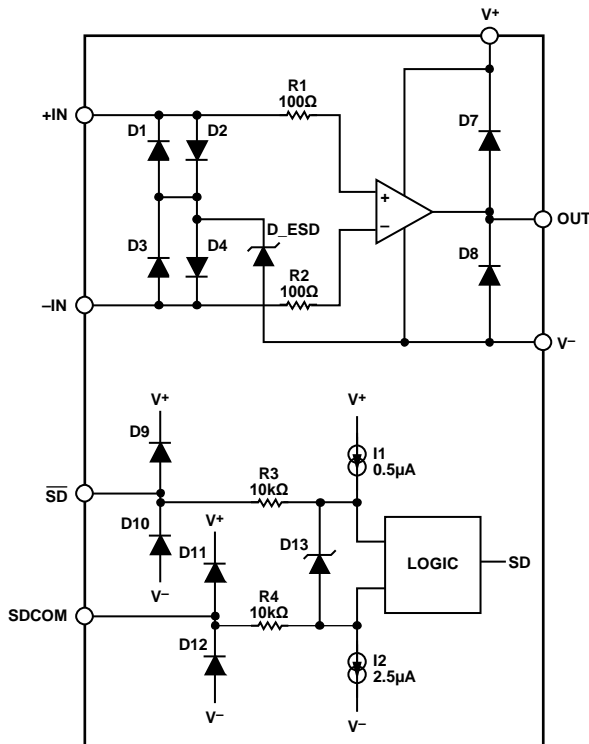 V+
R1
100Ω
+IN
D1
D2
D7
D_ESD
+
−
OUT
D3
D4
D8
R2
100Ω
–IN
V–
V+
V+
D9
I1
0.5µA
R3
10kΩ
SD
D10
V+
D11
D13
LOGIC
SD
V–
R4
10kΩ
SDCOM
D12
I2
2.5µA
V–
V–